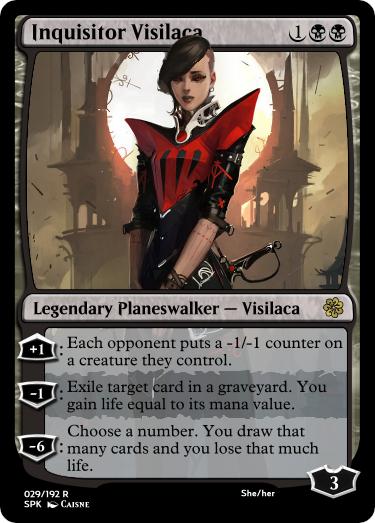 Inquisitor Visilaca 1
Legendary Planeswalker — Visilaca
+1: Each opponent puts a -1/-1 counter on
a creature they control.
-1: Exile target card in a graveyard. You
gain life equal to its mana value.
-6: Choose a number. You draw that
many cards and you lose that much
life.
3
029/192 R She/her
SPK CAISNE